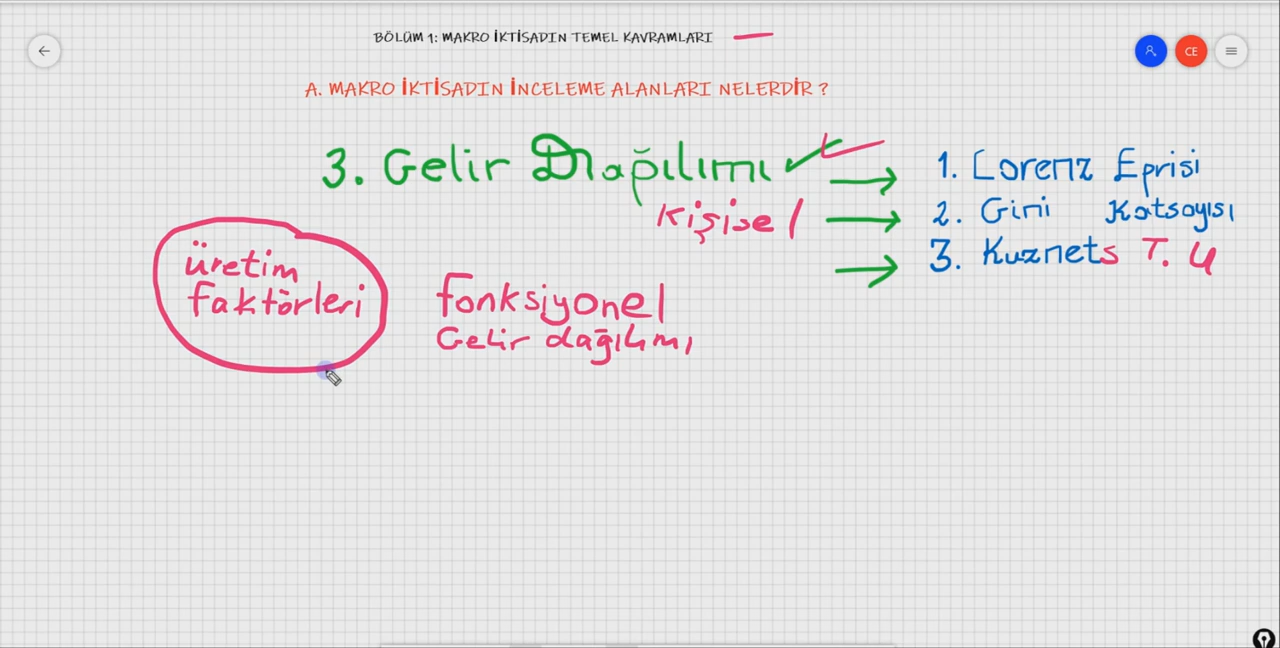 BÖLÜM 1: MAKRO İKTİSADIN TEMEL KAVRAMLARI
CE
A. MAKRO İKTİSADIN İNCELEME ALANLARI NELERDİR ?
3. Gelir Dağılımı
1. Lorenz Eğrisi
Kişisel
2. Gini Katsayısı
3. Kuznets T. U
üretim
faktörleri
fonksiyonel
Gelir dağılımı